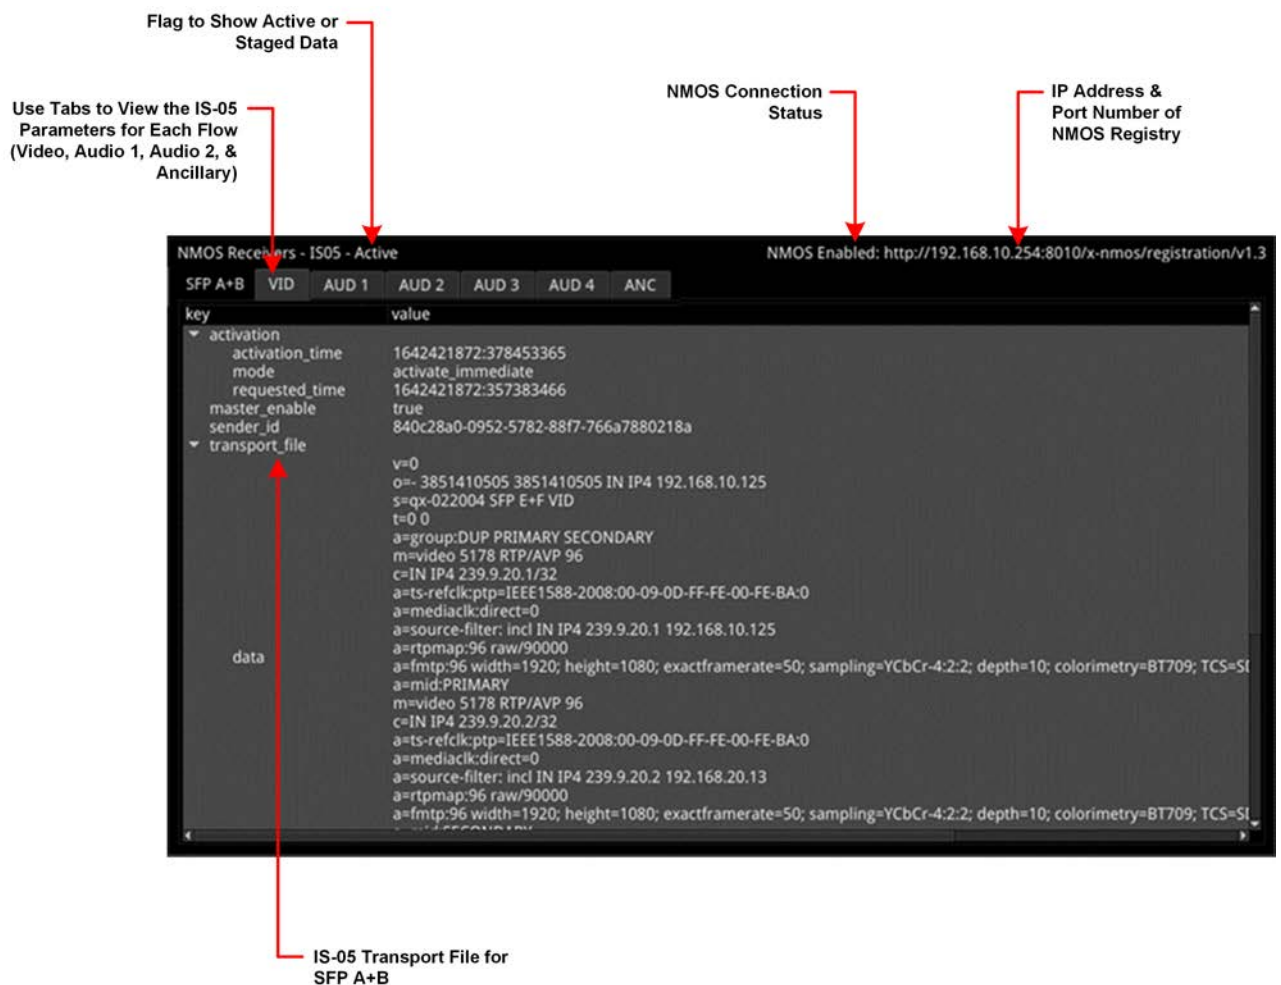 Flag to Show Active or
Staged Data
Use Tabs to View the IS-05
Parameters for Each Flow
(Video, Audio 1, Audio 2, &
Ancillary)
NMOS Connection
Status
IP Address &
Port Number of
NMOS Registry
NMOS Receivers - IS05 - Active
NMOS Enabled: http://192.168.10.254:8010/x-nmos/registration/v1.3
SFP A+B VID AUD 1 AUD 2 AUD 3 AUD 4 ANC
key value
activation
activation_time 1642421872:378453365
mode activate_immediate
requested_time 1642421872:357383466
master_enable true
sender_id 840c28a0-0952-5782-88f7-766a7880218a
transport_file
v=0
o=- 3851410505 3851410505 IN IP4 192.168.10.125
s=qx-022004 SFP E+F VID
t=0 0
a=group:DUP PRIMARY SECONDARY
m=video 5178 RTP/AVP 96
c=IN IP4 239.9.20.1/32
a=ts-refclk:ptp=IEEE1588-2008:00-09-0D-FF-FE-00-FE-BA:0
a=mediaclk:direct=0
a=source-filter: incl IN IP4 239.9.20.1 192.168.10.125
a=rtpmap:96 raw/90000
data
a=fmtp:96 width=1920; height=1080; exactframerate=50; sampling=YCbCr-4:2:2; depth=10; colorimetry=BT709; TCS=
a=mid:PRIMARY
m=video 5178 RTP/AVP 96
c=IN IP4 239.9.20.2/32
a=ts-refclk:ptp=IEEE1588-2008:00-09-0D-FF-FE-00-FE-BA:0
a=mediaclk:direct=0
a=source-filter: incl IN IP4 239.9.20.2 192.168.20.13
a=rtpmap:96 raw/90000
a=fmtp:96 width=1920; height=1080; exactframerate=50; sampling=YCbCr-4:2:2; depth=10; colorimetry=BT709; TCS=
IS-05 Transport File for
SFP A+B